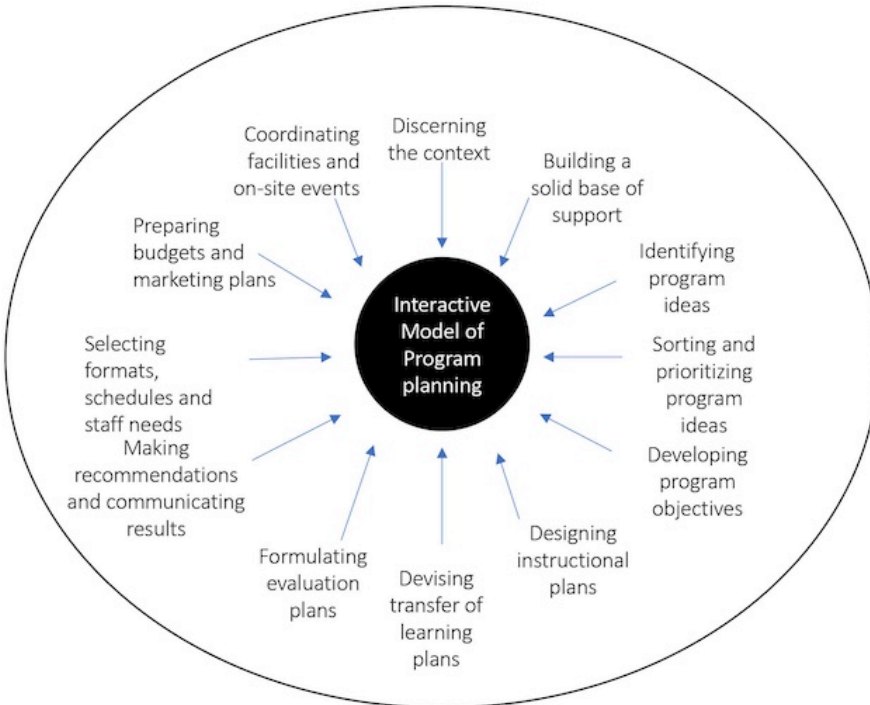 Discerning
the context
Building a
solid base of
support
Identifying
program
ideas
Sorting and
prioritizing
program
ideas
Developing
program
objectives
Designing
instructional
plans
Devising
transfer of
learning
plans
Formulating
evaluation
plans
Making
recommendations
and communicating
results
Selecting
formats,
schedules and
staff needs
Preparing
budgets and
marketing plans
Coordinating
facilities and
on-site events
Interactive
Model of
Program
planning